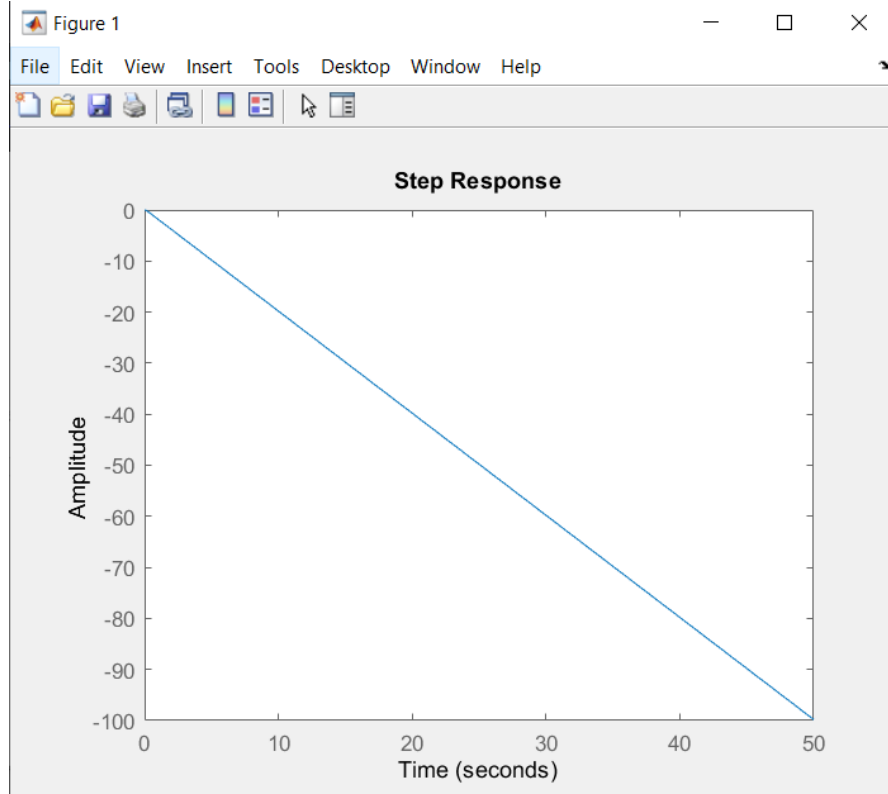 Figure 1
File Edit View Insert Tools Desktop Window Help
Step Response
0
-10
-20
-30
-40
-50
-60
-70
-80
-90
-100
Amplitude
0 10 20 30 40 50
Time (seconds)